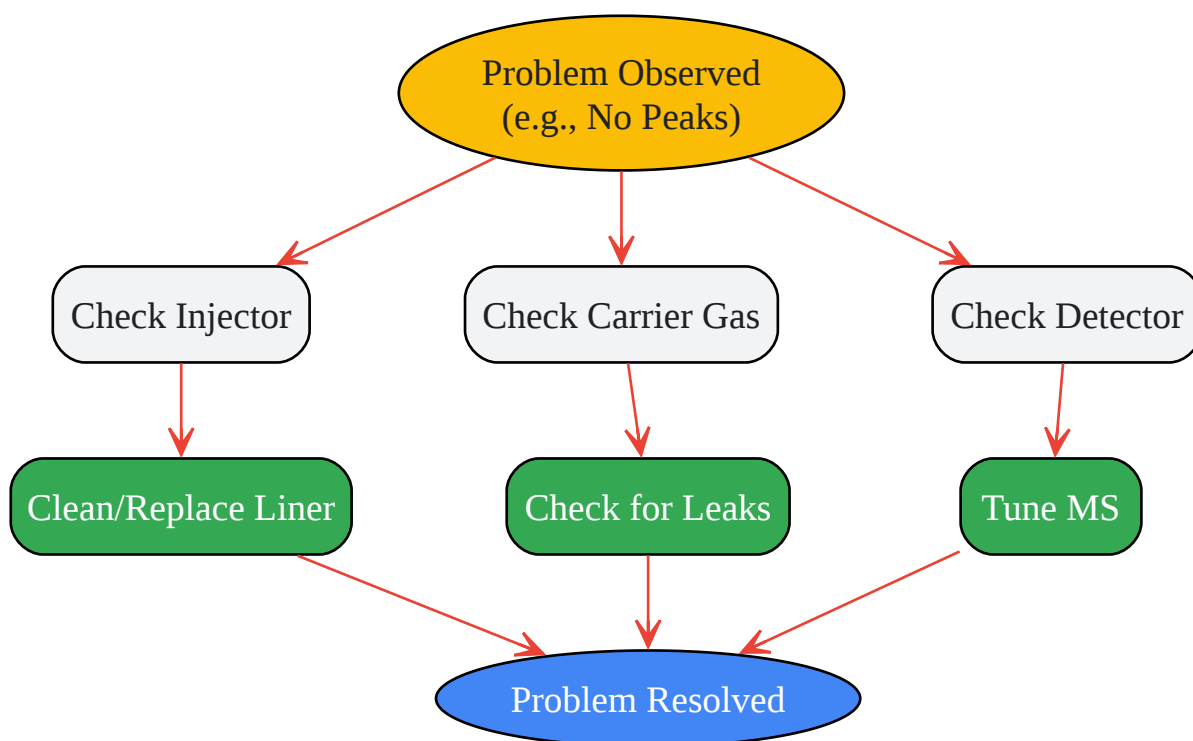 Problem Observed
(e.g., No Peaks)
Check Injector
Check Carrier Gas
Check Detector
Clean/Replace Liner
Check for Leaks
Tune MS
Problem Resolved